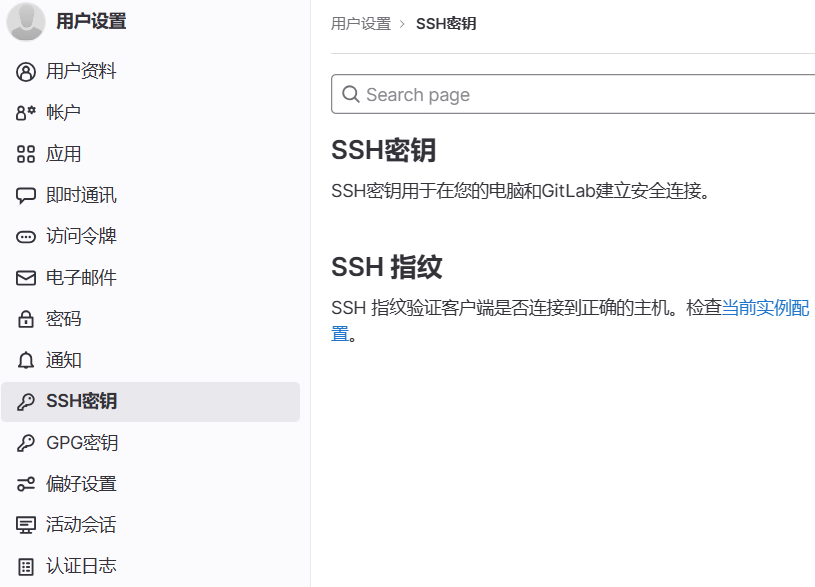 用户设置
用户资料
帐户
应用
即时通讯
访问令牌
电子邮件
密码
通知
SSH密钥
GPG密钥
偏好设置
活动会话
认证日志
用户设置 › SSH密钥
Search page
SSH密钥
SSH密钥用于在您的电脑和GitLab建立安全连接。
SSH 指纹
SSH 指纹验证客户端是否连接到正确的主机。检查当前实例配
置。